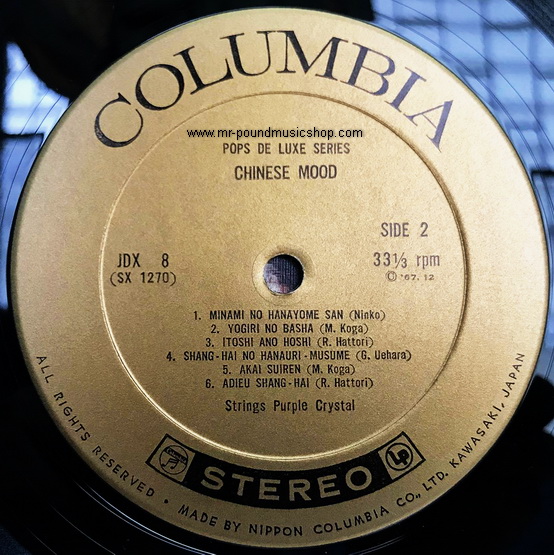 COLUMBIA
www.mr-poundmusicshop.com
POPS DE LUXE SERIES
CHINESE MOOD
SIDE 2
JDX 8
(SX 1270)
33 1/3 rpm
Ⓟ '67. 12
1. MINAMI NO HANAYOME SAN (Ninko)
2. YOGIRI NO BASHA (M. Koga)
3. ITOSHI ANO HOSHI (R. Hattori)
4. SHANG-HAI NO HANAURI-MUSUME (G. Uehara)
5. AKAI SUIREN (M. Koga)
6. ADIEU SHANG-HAI (R. Hattori)
Strings Purple Crystal
STEREO
LP
ALL RIGHTS RESERVED • MADE BY NIPPON COLUMBIA CO., LTD. KAWASAKI, JAPAN